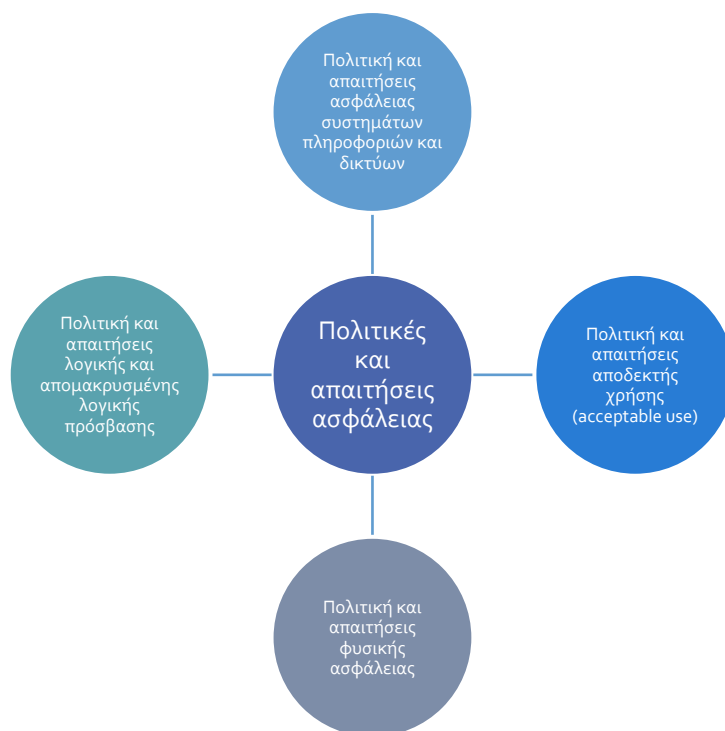 Πολιτική και
απαιτήσεις
ασφάλειας
συστημάτων
πληροφοριών και
δικτύων
Πολιτική και
απαιτήσεις
λογικής και
απομακρυσμένης
λογικής
πρόσβασης
Πολιτικές
και
απαιτήσεις
ασφάλειας
Πολιτική και
απαιτήσεις
αποδεκτής
χρήσης
(acceptable use)
Πολιτική και
απαιτήσεις
φυσικής
ασφάλειας